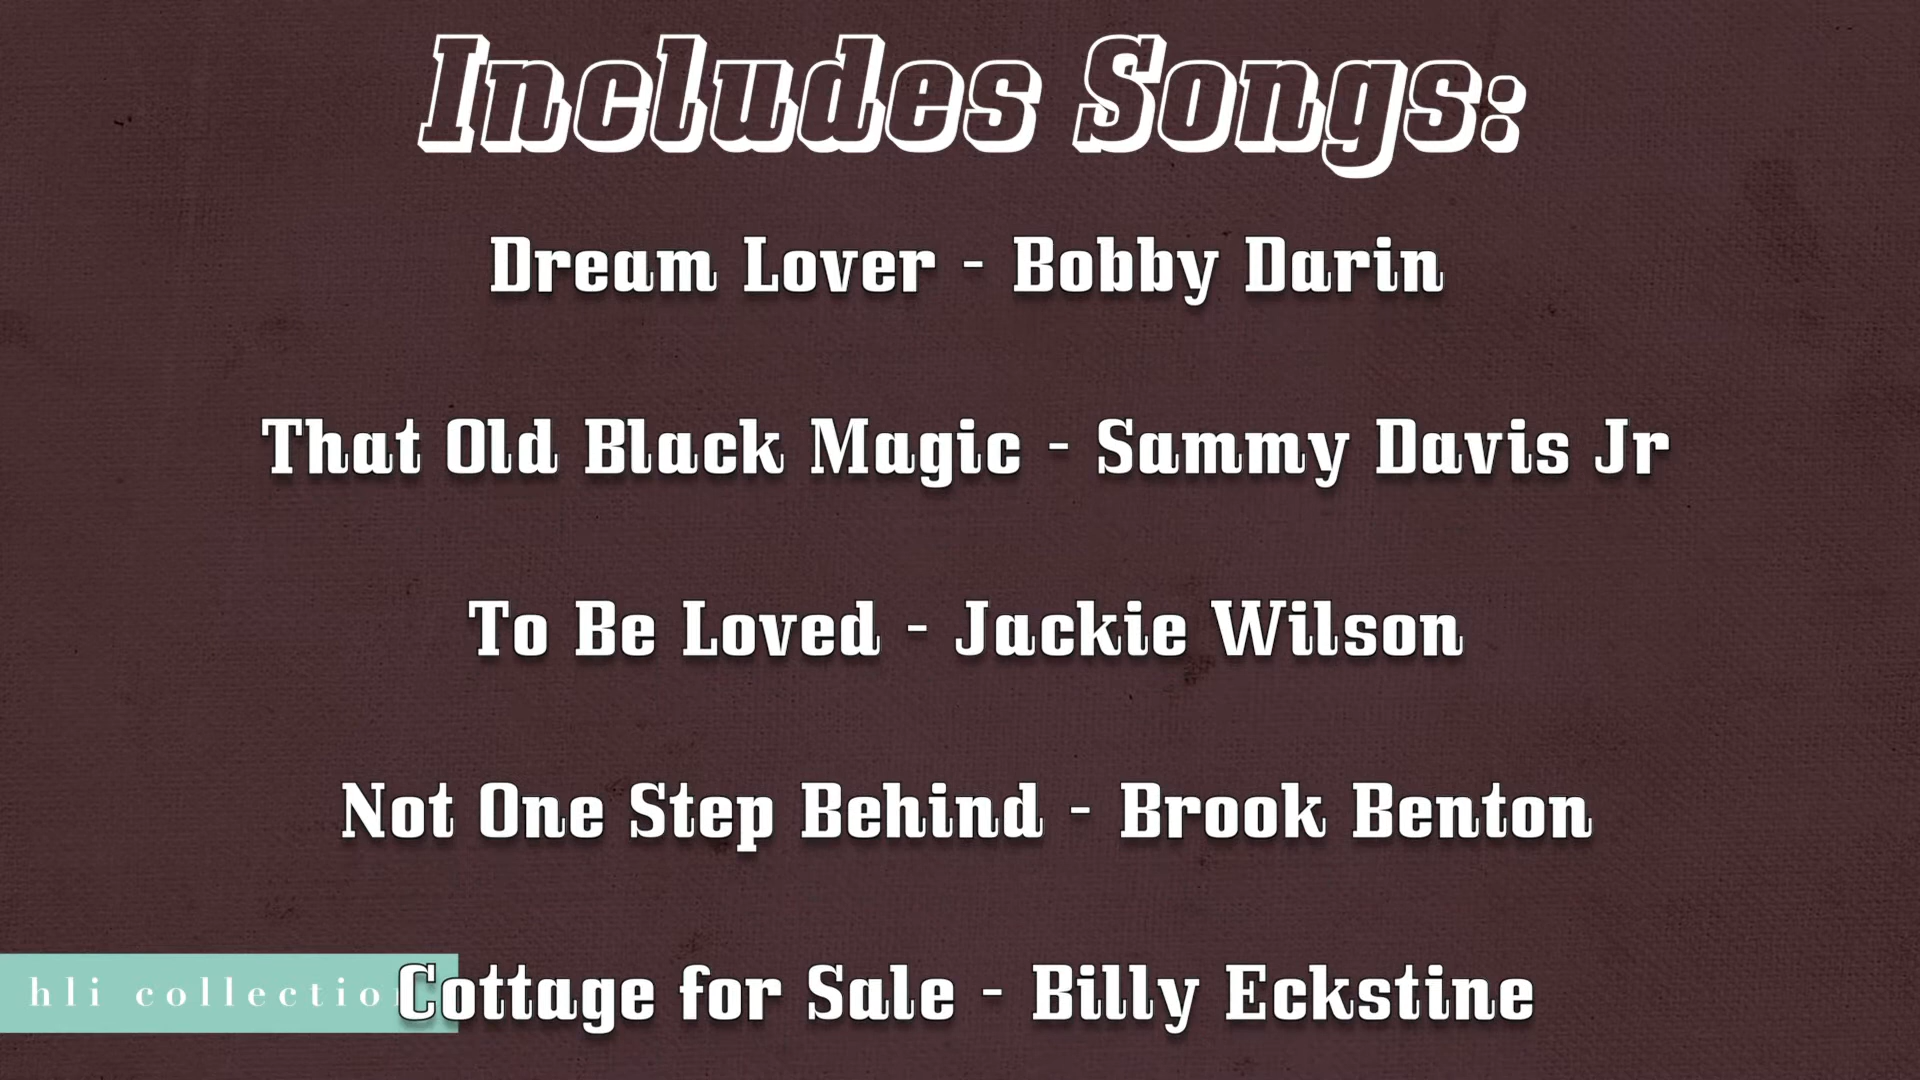 Includes Songs:
Dream Lover - Bobby Darin
That Old Black Magic - Sammy Davis Jr
To Be Loved - Jackie Wilson
Not One Step Behind - Brook Benton
hli
Cottage for Sale - Billy Eckstine